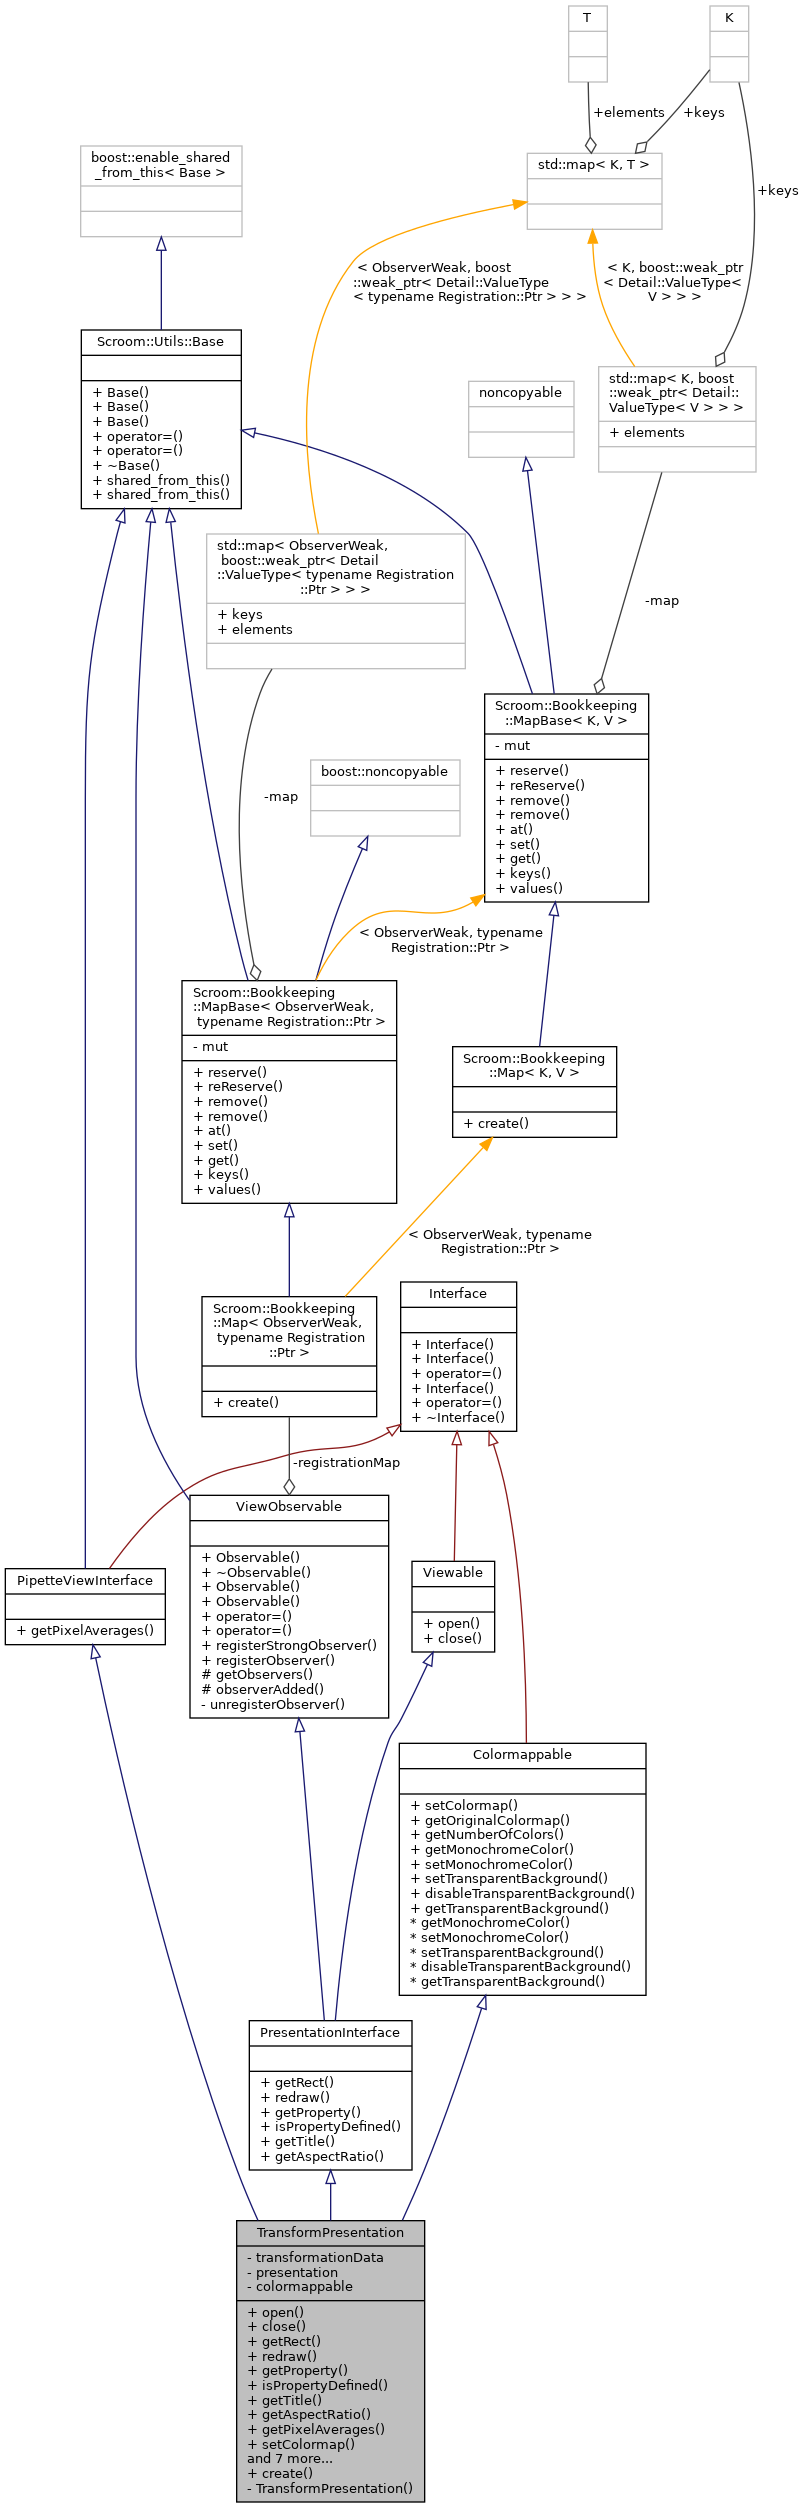 T
K
+elements
+keys
boost::enable_shared
_from_this< Base >
std::map< K, T >
+keys
< ObserverWeak, boost
::weak_ptr< Detail::ValueType
< typename Registration::Ptr > > >
< K, boost::weak_ptr
< Detail::ValueType<
V > > >
Scroom::Utils::Base
+ Base()
+ Base()
+ Base()
+ operator=()
+ operator=()
+ ~Base()
+ shared_from_this()
+ shared_from_this()
noncopyable
std::map< K, boost
::weak_ptr< Detail::
ValueType< V > > >
+ elements
std::map< ObserverWeak,
boost::weak_ptr< Detail
::ValueType< typename Registration
::Ptr > > >
+ keys
+ elements
-map
Scroom::Bookkeeping
::MapBase< K, V >
- mut
+ reserve()
+ reReserve()
+ remove()
+ remove()
+ at()
+ set()
+ get()
+ keys()
+ values()
boost::noncopyable
-map
< ObserverWeak, typename
Registration::Ptr >
Scroom::Bookkeeping
::MapBase< ObserverWeak,
typename Registration::Ptr >
- mut
+ reserve()
+ reReserve()
+ remove()
+ remove()
+ at()
+ set()
+ get()
+ keys()
+ values()
Scroom::Bookkeeping
::Map< K, V >
+ create()
< ObserverWeak, typename
Registration::Ptr >
Scroom::Bookkeeping
::Map< ObserverWeak,
typename Registration
::Ptr >
+ create()
Interface
+ Interface()
+ Interface()
+ operator=()
+ Interface()
+ operator=()
+ ~Interface()
-registrationMap
ViewObservable
+ Observable()
+ ~Observable()
+ Observable()
+ Observable()
+ operator=()
+ operator=()
+ registerStrongObserver()
+ registerObserver()
# getObservers()
# observerAdded()
- unregisterObserver()
PipetteViewInterface
+ getPixelAverages()
Viewable
+ open()
+ close()
Colormappable
+ setColormap()
+ getOriginalColormap()
+ getNumberOfColors()
+ getMonochromeColor()
+ setMonochromeColor()
+ setTransparentBackground()
+ disableTransparentBackground()
+ getTransparentBackground()
* getMonochromeColor()
* setMonochromeColor()
* setTransparentBackground()
* disableTransparentBackground()
* getTransparentBackground()
PresentationInterface
+ getRect()
+ redraw()
+ getProperty()
+ isPropertyDefined()
+ getTitle()
+ getAspectRatio()
TransformPresentation
- transformationData
- presentation
- colormappable
+ open()
+ close()
+ getRect()
+ redraw()
+ getProperty()
+ isPropertyDefined()
+ getTitle()
+ getAspectRatio()
+ getPixelAverages()
+ setColormap()
and 7 more...
+ create()
- TransformPresentation()